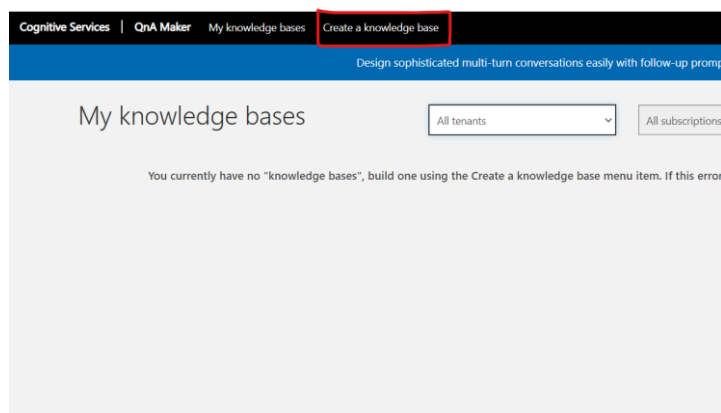 Cognitive Services | QnA Maker My knowledge bases Create a knowledge base
Design sophisticated multi-turn conversations easily with follow-up promp
My knowledge bases
All tenants
All subscriptions
You currently have no "knowledge bases", build one using the Create a knowledge base menu item. If this error